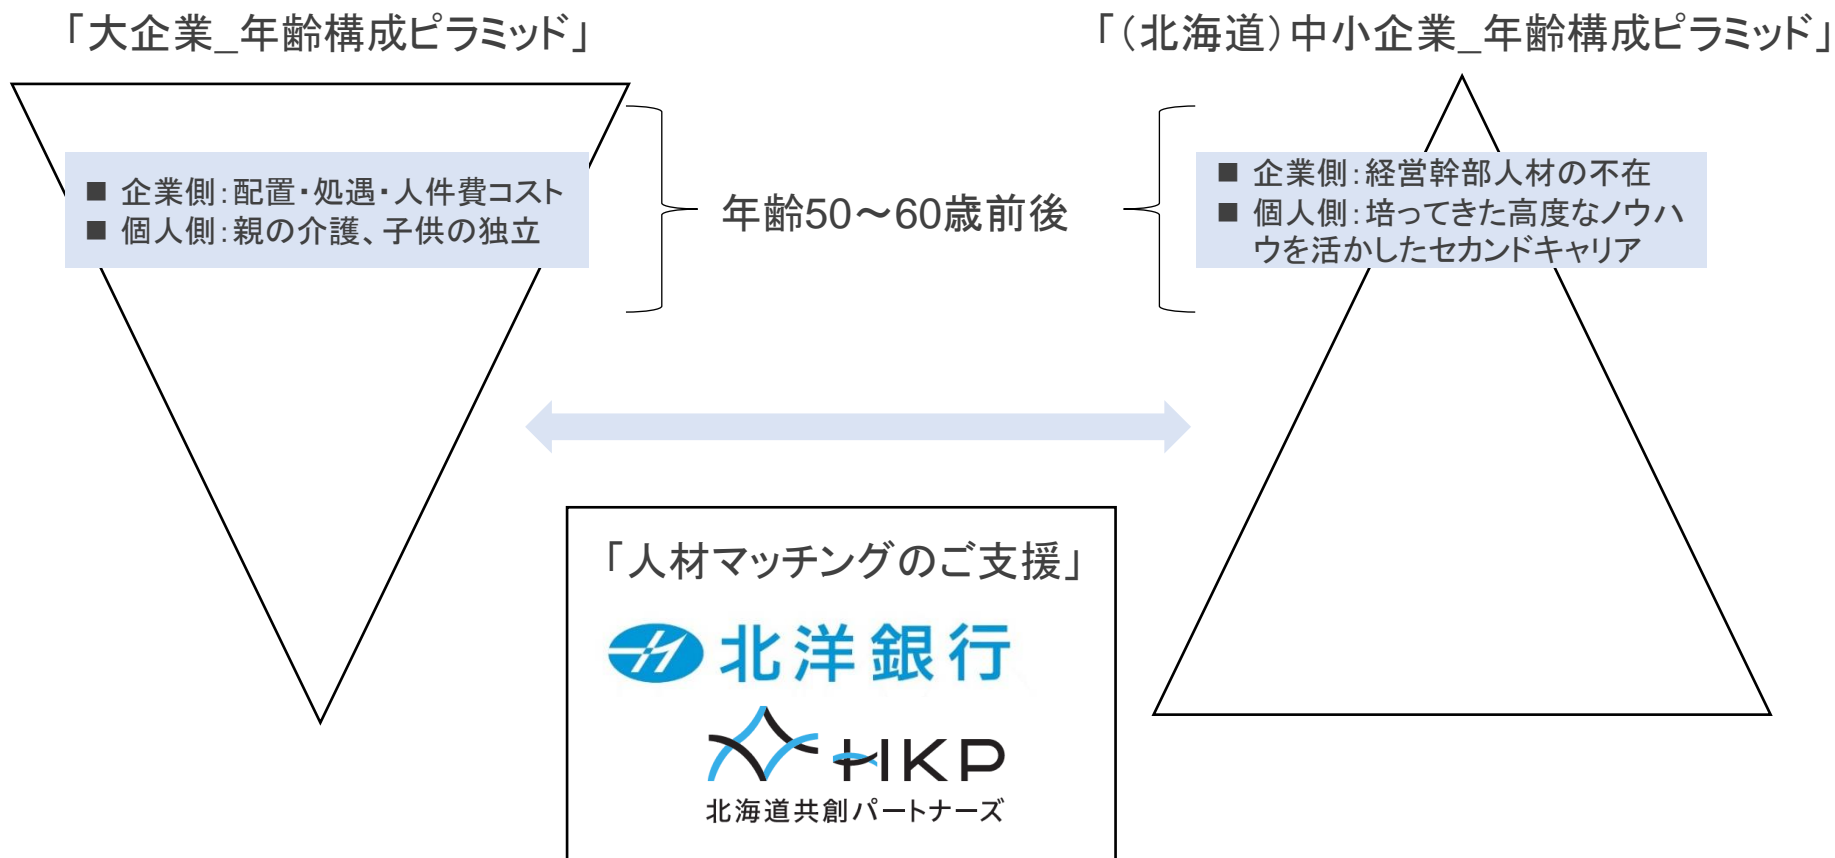 「大企業_年齢構成ピラミッド」
「（北海道）中小企業_年齢構成ピラミッド」
■ 企業側：配置・処遇・人件費コスト
■ 個人側：親の介護、子供の独立
年齢50～60歳前後
■ 企業側：経営幹部人材の不在
■ 個人側：培ってきた高度なノウハ
ウを活かしたセカンドキャリア
「人材マッチングのご支援」
北洋銀行
HKP
北海道共創パートナーズ